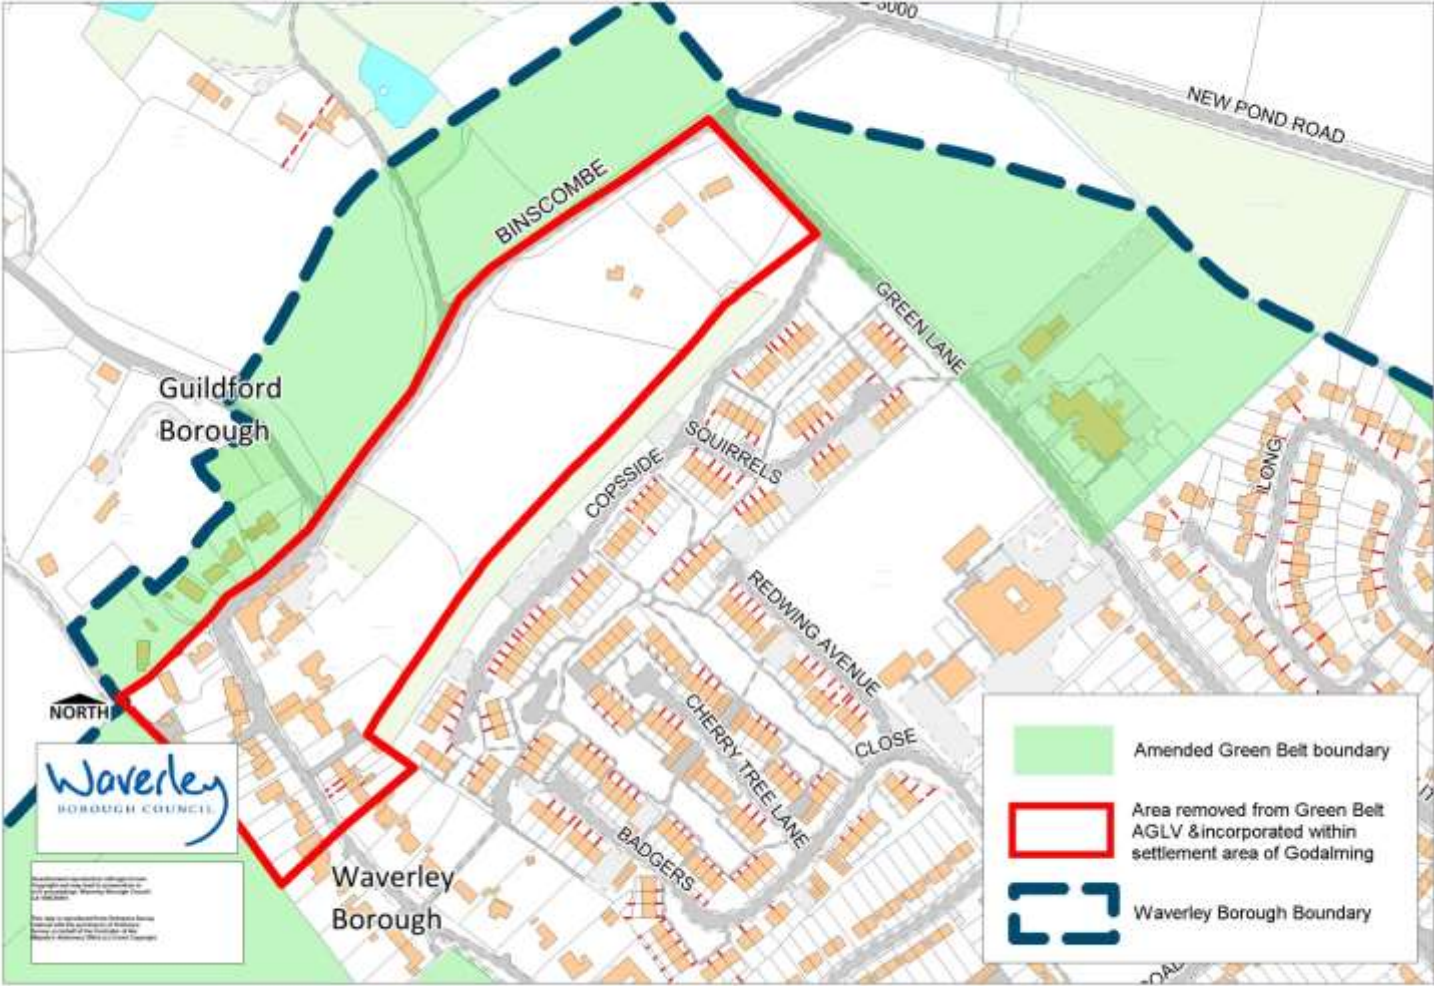 3000
NEW POND ROAD
BINSCOMBE
GREEN LANE
Guildford
Borough
SQUIRRELS
COPSSIDE
LONG
REDWING AVENUE
NORTH
CHERRY TREE LANE
CLOSE
BADGERS
Waverley
BOROUGH COUNCIL
Waverley
Borough
Amended Green Belt boundary
Area removed from Green Belt
AGLV &incorporated within
settlement area of Godalming
Waverley Borough Boundary